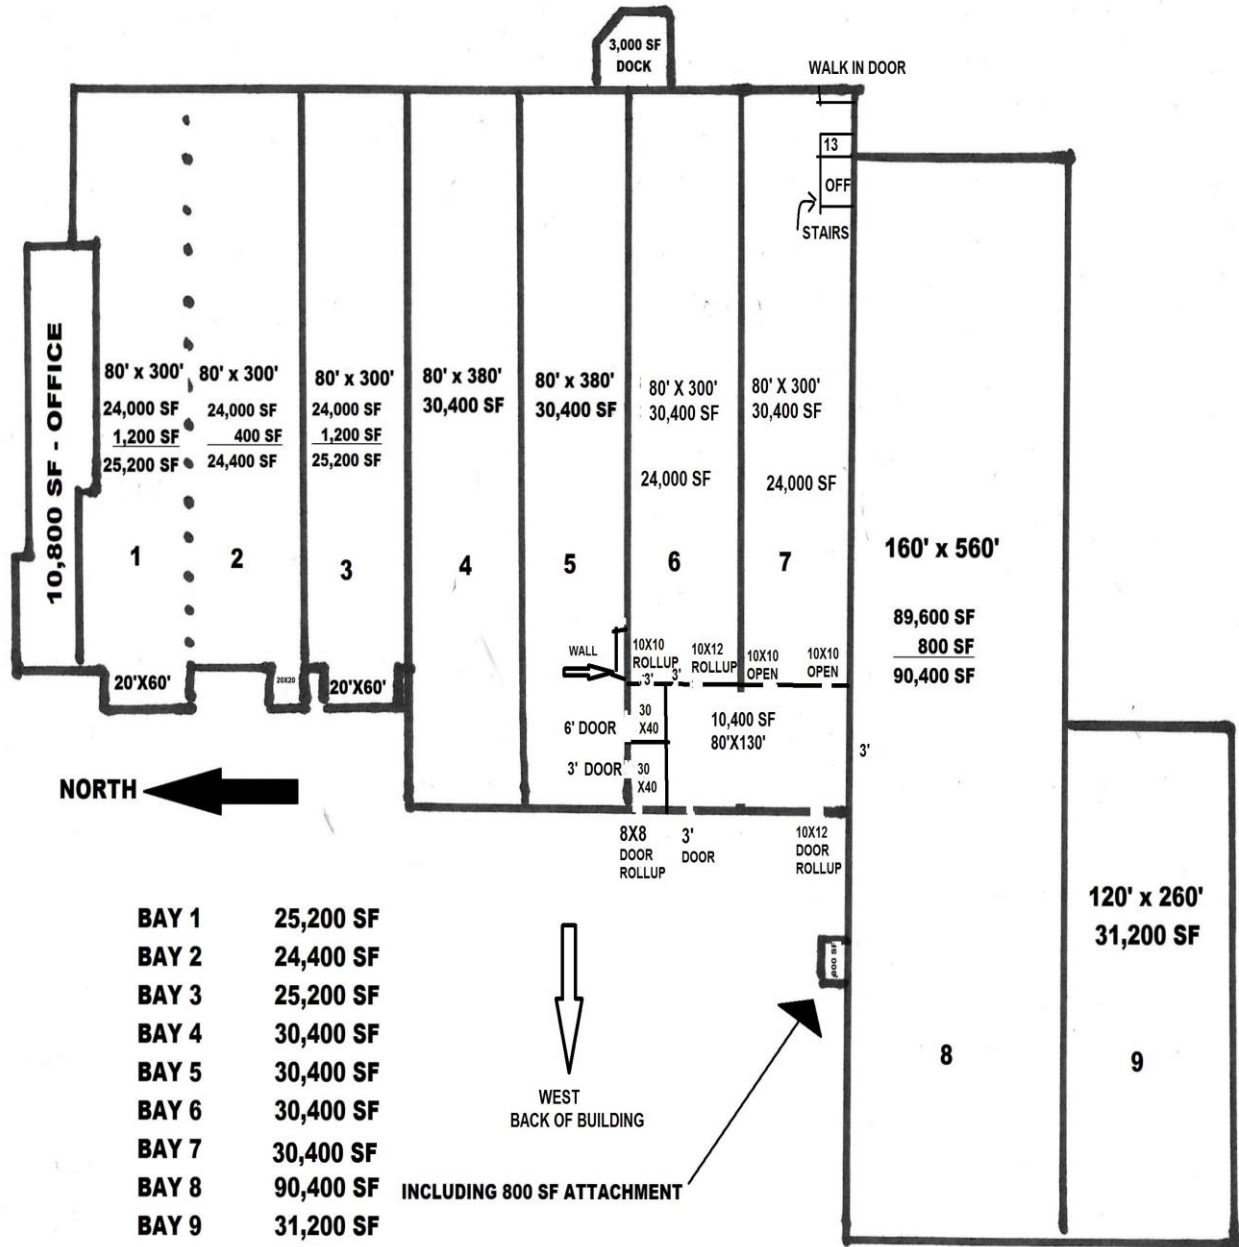 3,000 SF
DOCK
WALK IN DOOR
13
OFF
STAIRS
10,800 SF - OFFICE
80' x 300'
24,000 SF
1,200 SF
25,200 SF
1
80' x 300'
24,000 SF
400 SF
24,400 SF
2
80' x 300'
24,000 SF
1,200 SF
25,200 SF
3
80' x 380'
30,400 SF
4
80' x 380'
30,400 SF
5
80' X 300'
30,400 SF
24,000 SF
6
80' X 300'
30,400 SF
24,000 SF
7
160' x 560'
89,600 SF
800 SF
90,400 SF
20'X60'
20X20
20'X60'
WALL
10X10
ROLLUP
10X12
ROLLUP
10X10
OPEN
10X10
OPEN
'3'
3'
6' DOOR
30
X40
10,400 SF
80'X130'
3' DOOR
30
X40
3'
NORTH
8X8
DOOR
ROLLUP
3'
DOOR
10X12
DOOR
ROLLUP
120' x 260'
31,200 SF
800 SF
8
9
WEST
BACK OF BUILDING
INCLUDING 800 SF ATTACHMENT
BAY 1 25,200 SF
BAY 2 24,400 SF
BAY 3 25,200 SF
BAY 4 30,400 SF
BAY 5 30,400 SF
BAY 6 30,400 SF
BAY 7 30,400 SF
BAY 8 90,400 SF
BAY 9 31,200 SF